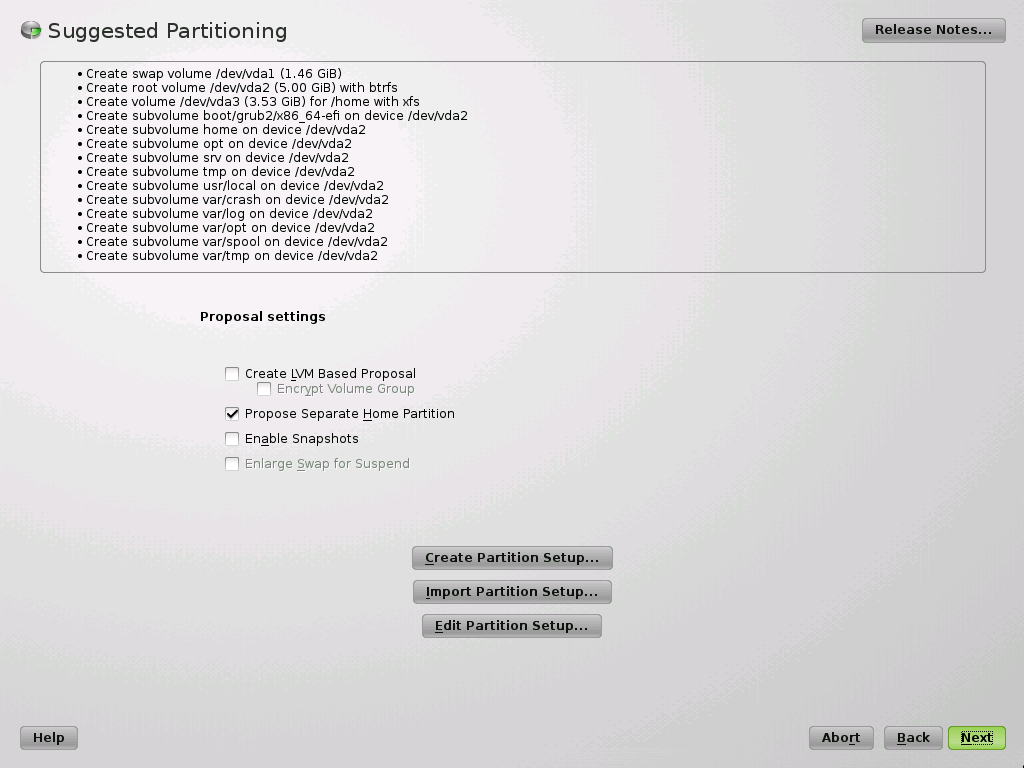 Suggested Partitioning
Release Notes...
• Create swap volume /dev/vda1 (1.46 GiB)
• Create root volume /dev/vda2 (5.00 GiB) with btrfs
• Create volume /dev/vda3 (3.53 GiB) for /home with xfs
• Create subvolume boot/grub2/x86_64-efi on device /dev/vda2
• Create subvolume home on device /dev/vda2
• Create subvolume opt on device /dev/vda2
• Create subvolume srv on device /dev/vda2
• Create subvolume tmp on device /dev/vda2
• Create subvolume usr/local on device /dev/vda2
• Create subvolume var/crash on device /dev/vda2
• Create subvolume var/log on device /dev/vda2
• Create subvolume var/opt on device /dev/vda2
• Create subvolume var/spool on device /dev/vda2
• Create subvolume var/tmp on device /dev/vda2
Proposal settings
Create LVM Based Proposal
Encrypt Volume Group
Propose Separate Home Partition
Enable Snapshots
Enlarge Swap for Suspend
Create Partition Setup...
Import Partition Setup...
Edit Partition Setup...
Help
Abort
Back
Next